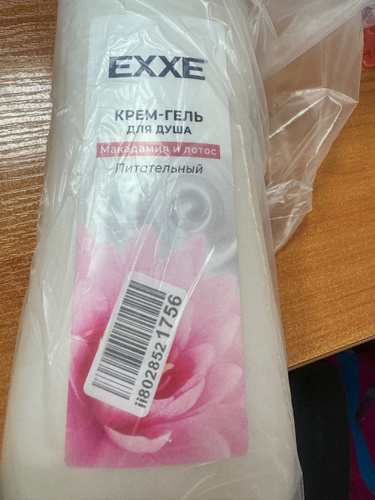 EXXE
КРЕМ-ГЕЛЬ
ДЛЯ ДУША
Макадамия и лотос
Питательный
ii8028521756